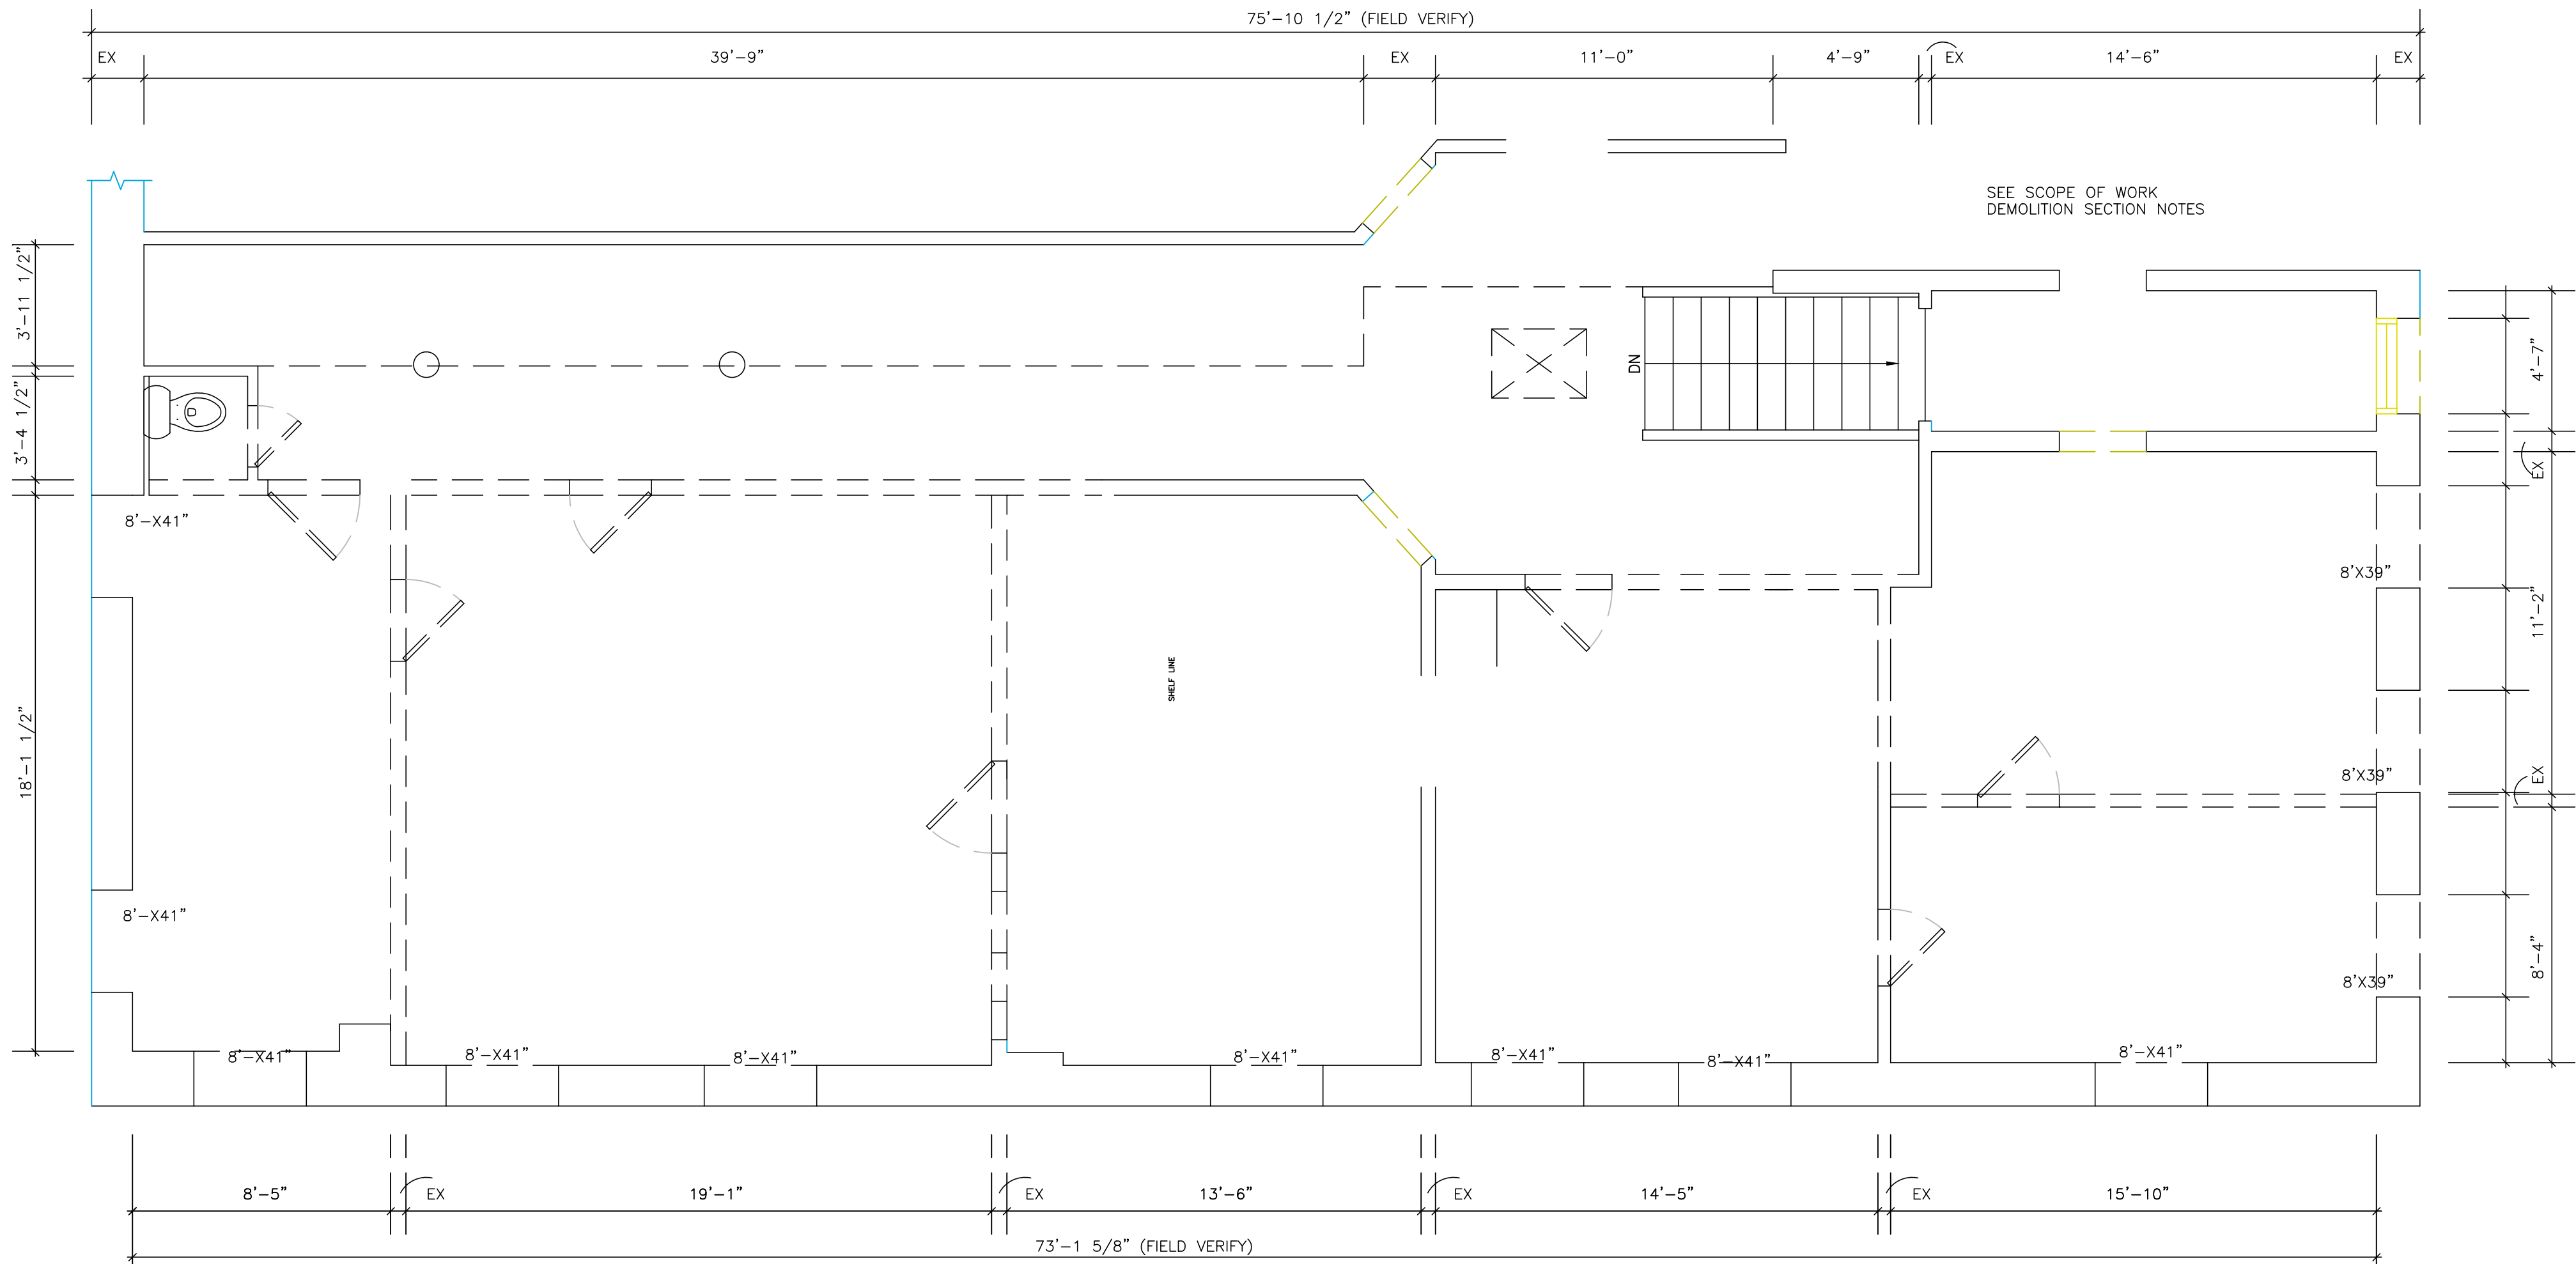 75'-10 1/2" (FIELD VERIFY)
EX
39'-9"
EX
11'-0"
4'-9"
EX
14'-6"
EX
SEE SCOPE OF WORK
DEMOLITION SECTION NOTES
3'-11 1/2"
3'-4 1/2"
18'-1 1/2"
DN
4'-7"
EX
11'-2"
EX
8'-4"
8'-X41"
8'X39"
SHELF LINE
8'X39"
8'-X41"
8'X39"
8'-X41"
8'-X41"
8'-X41"
8'-X41"
8'-X41"
8'-X41"
8'-X41"
8'-5"
EX
19'-1"
EX
13'-6"
EX
14'-5"
EX
15'-10"
73'-1 5/8" (FIELD VERIFY)